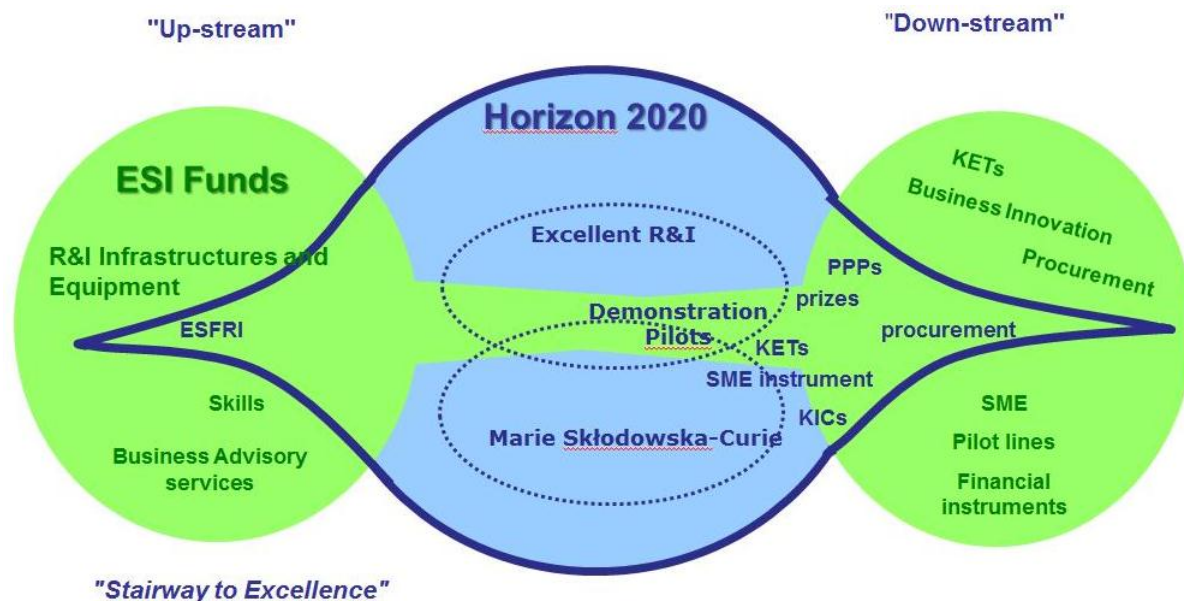 "Up-stream"
"Down-stream"
Horizon 2020
ESI Funds
R&I Infrastructures and
Equipment
ESFRI
Skills
Business Advisory
services
Excellent R&I
Demonstration
Pilots
Marie Skłodowska-Curie
PPPs
prizes
procurement
KETs
SME instrument
KICs
KETs
Business Innovation
Procurement
SME
Pilot lines
Financial
instruments
"Stairway to Excellence"